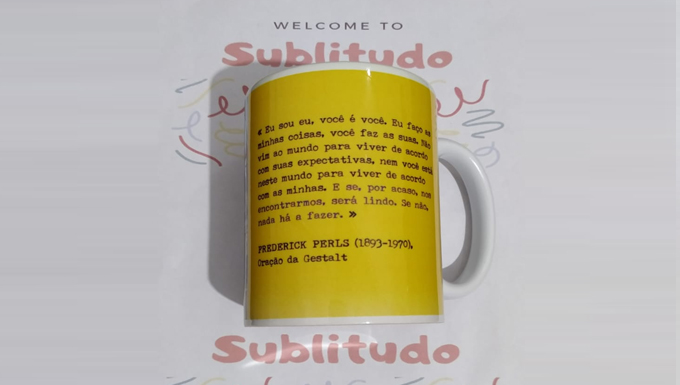 WELCOME TO
Sublitudo
« Eu sou eu, você é você. Eu faço as
minhas coisas, você faz as suas. Não
vim ao mundo para viver de acordo
com suas expectativas, nem você está
neste mundo para viver de acordo
com as minhas. E se, por acaso, nos
encontrarmos, será lindo. Se não,
nada há a fazer. »
FREDERICK PERLS (1893-1970),
Oração da Gestalt
Sublitudo